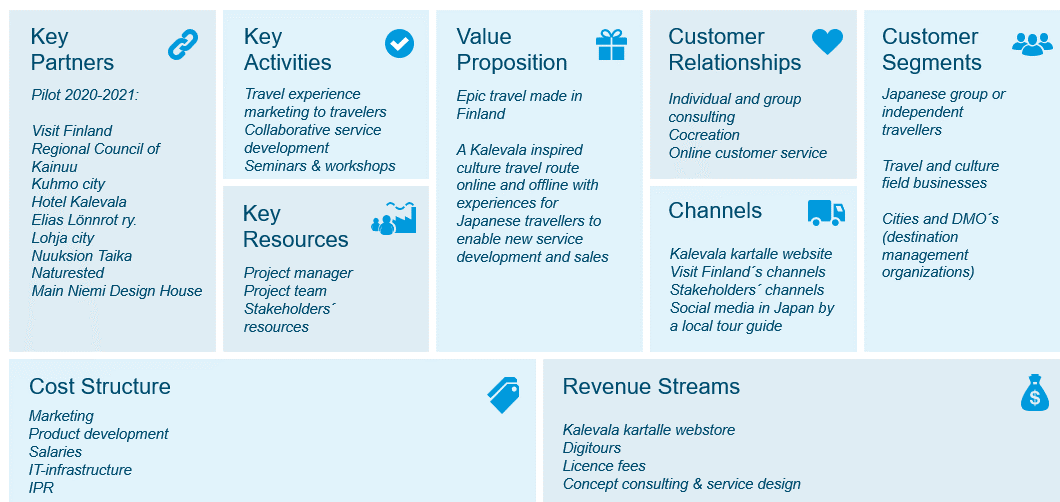 Key
Partners
Pilot 2020-2021:
Visit Finland
Regional Council of
Kainuu
Kuhmo city
Hotel Kalevala
Elias Lönnrot ry.
Lohja city
Nuuksion Taika
Naturested
Main Niemi Design House
Key
Activities
Travel experience
marketing to travelers
Collaborative service
development
Seminars & workshops
Key
Resources
Project manager
Project team
Stakeholders´
resources
Value
Proposition
Epic travel made in
Finland
A Kalevala inspired
culture travel route
online and offline with
experiences for
Japanese travellers to
enable new service
development and sales
Customer
Relationships
Individual and group
consulting
Cocreation
Online customer service
Channels
Kalevala kartalle website
Visit Finland´s channels
Stakeholders´ channels
Social media in Japan by
a local tour guide
Customer
Segments
Japanese group or
independent
travellers
Travel and culture
field businesses
Cities and DMO´s
(destination
management
organizations)
Cost Structure
Marketing
Product development
Salaries
IT-infrastructure
IPR
Revenue Streams
$
Kalevala kartalle webstore
Digitours
Licence fees
Concept consulting & service design